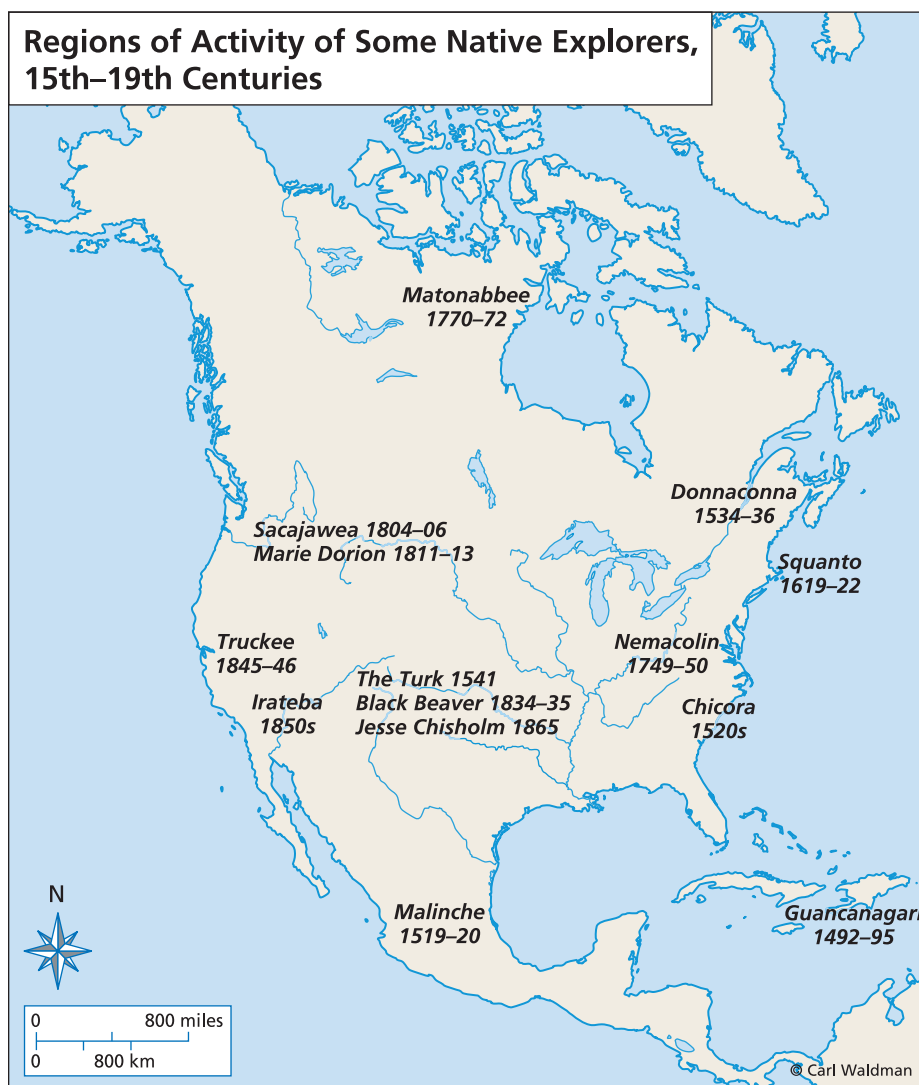 Regions of Activity of Some Native Explorers,
15th–19th Centuries
Matonabbee
1770–72
Donnaconna
1534–36
Sacajawea 1804–06
Marie Dorion 1811–13
Squanto
1619–22
Truckee
1845–46
Nemacolin
1749–50
The Turk 1541
Black Beaver 1834–35
Jesse Chisholm 1865
Irateba
1850s
Chicora
1520s
Malinche
1519–20
Guancanagari
1492–95
N
0 800 miles
0 800 km
© Carl Waldman